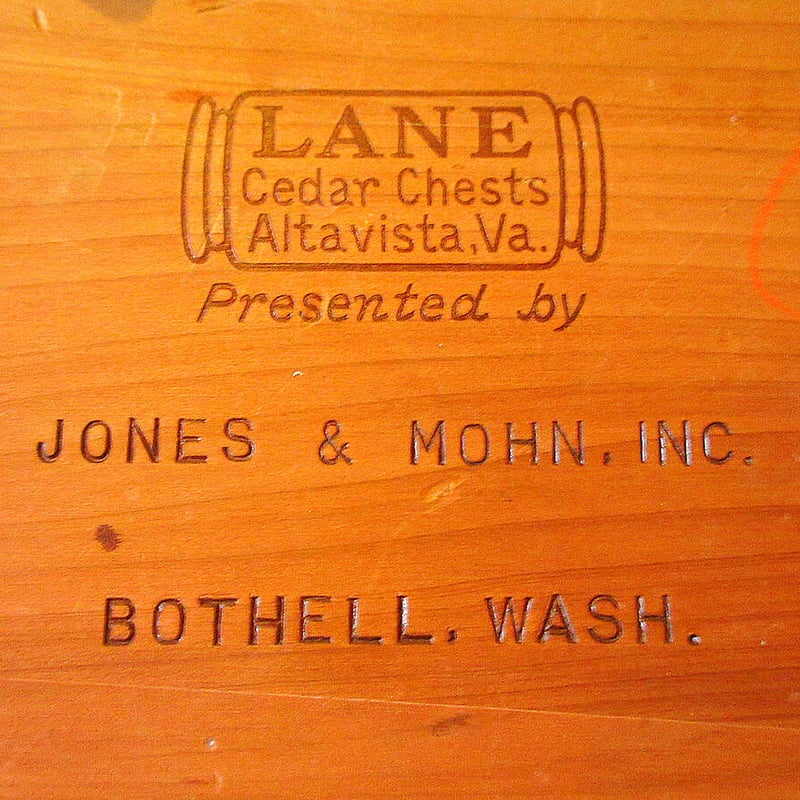 LANE
Cedar Chests
Altavista,Va.
Presented by
JONES & MOHN, INC.
BOTHELL, WASH.